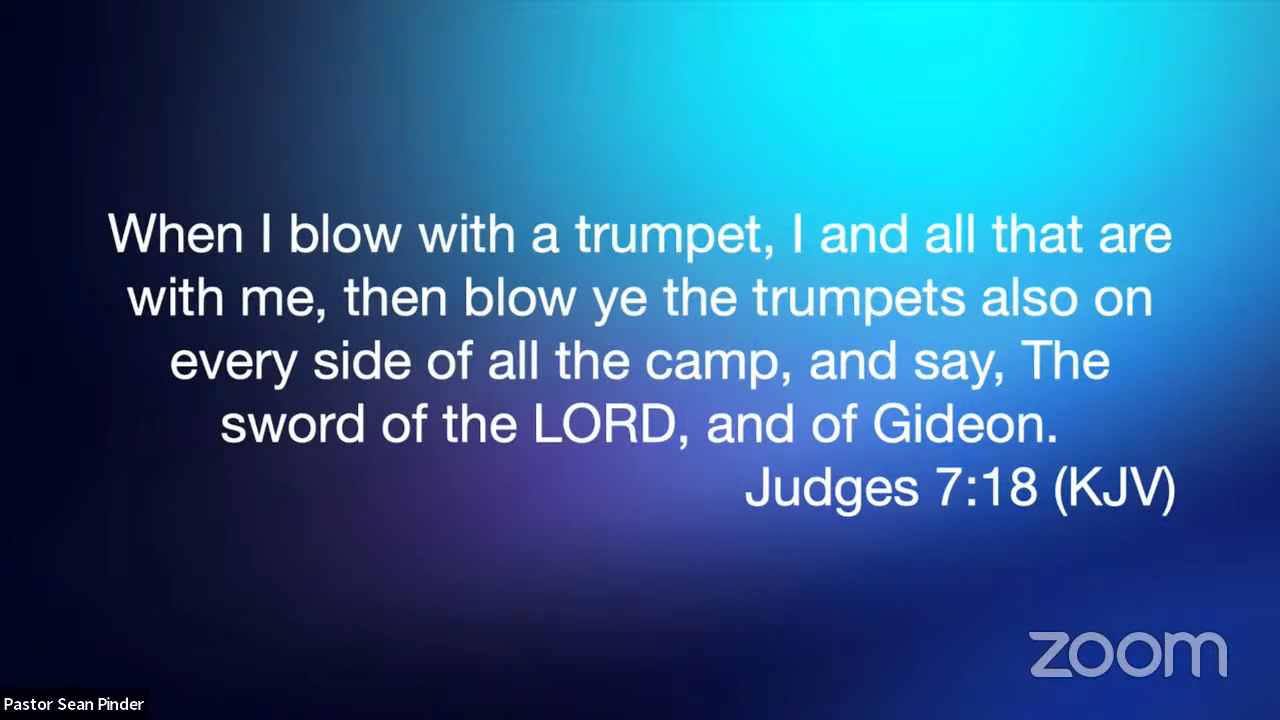 When I blow with a trumpet, I and all that are
with me, then blow ye the trumpets also on
every side of all the camp, and say, The
sword of the LORD, and of Gideon.
Judges 7:18 (KJV)
zoom
Pastor Sean Pinder